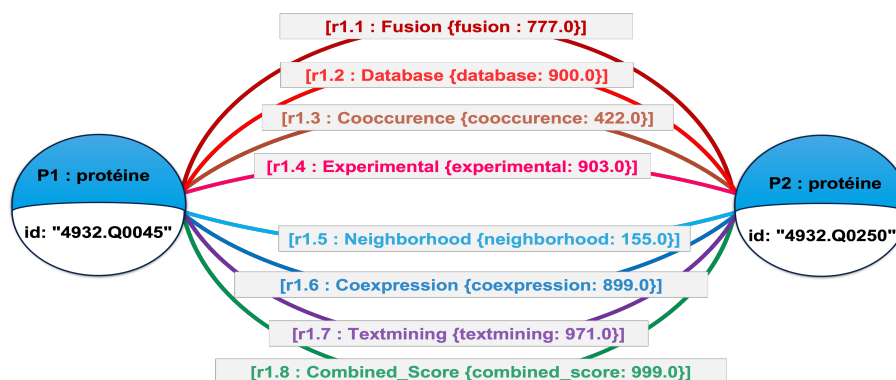 [r1.1 : Fusion {fusion : 777.0}]
[r1.2 : Database {database: 900.0}]
[r1.3 : Cooccurence {cooccurence: 422.0}]
[r1.4 : Experimental {experimental: 903.0}]
P1 : protéine
id: "4932.Q0045"
P2 : protéine
id: "4932.Q0250"
[r1.5 : Neighborhood {neighborhood: 155.0}]
[r1.6 : Coexpression {coexpression: 899.0}]
[r1.7 : Textmining {textmining: 971.0}]
[r1.8 : Combined_Score {combined_score: 999.0}]